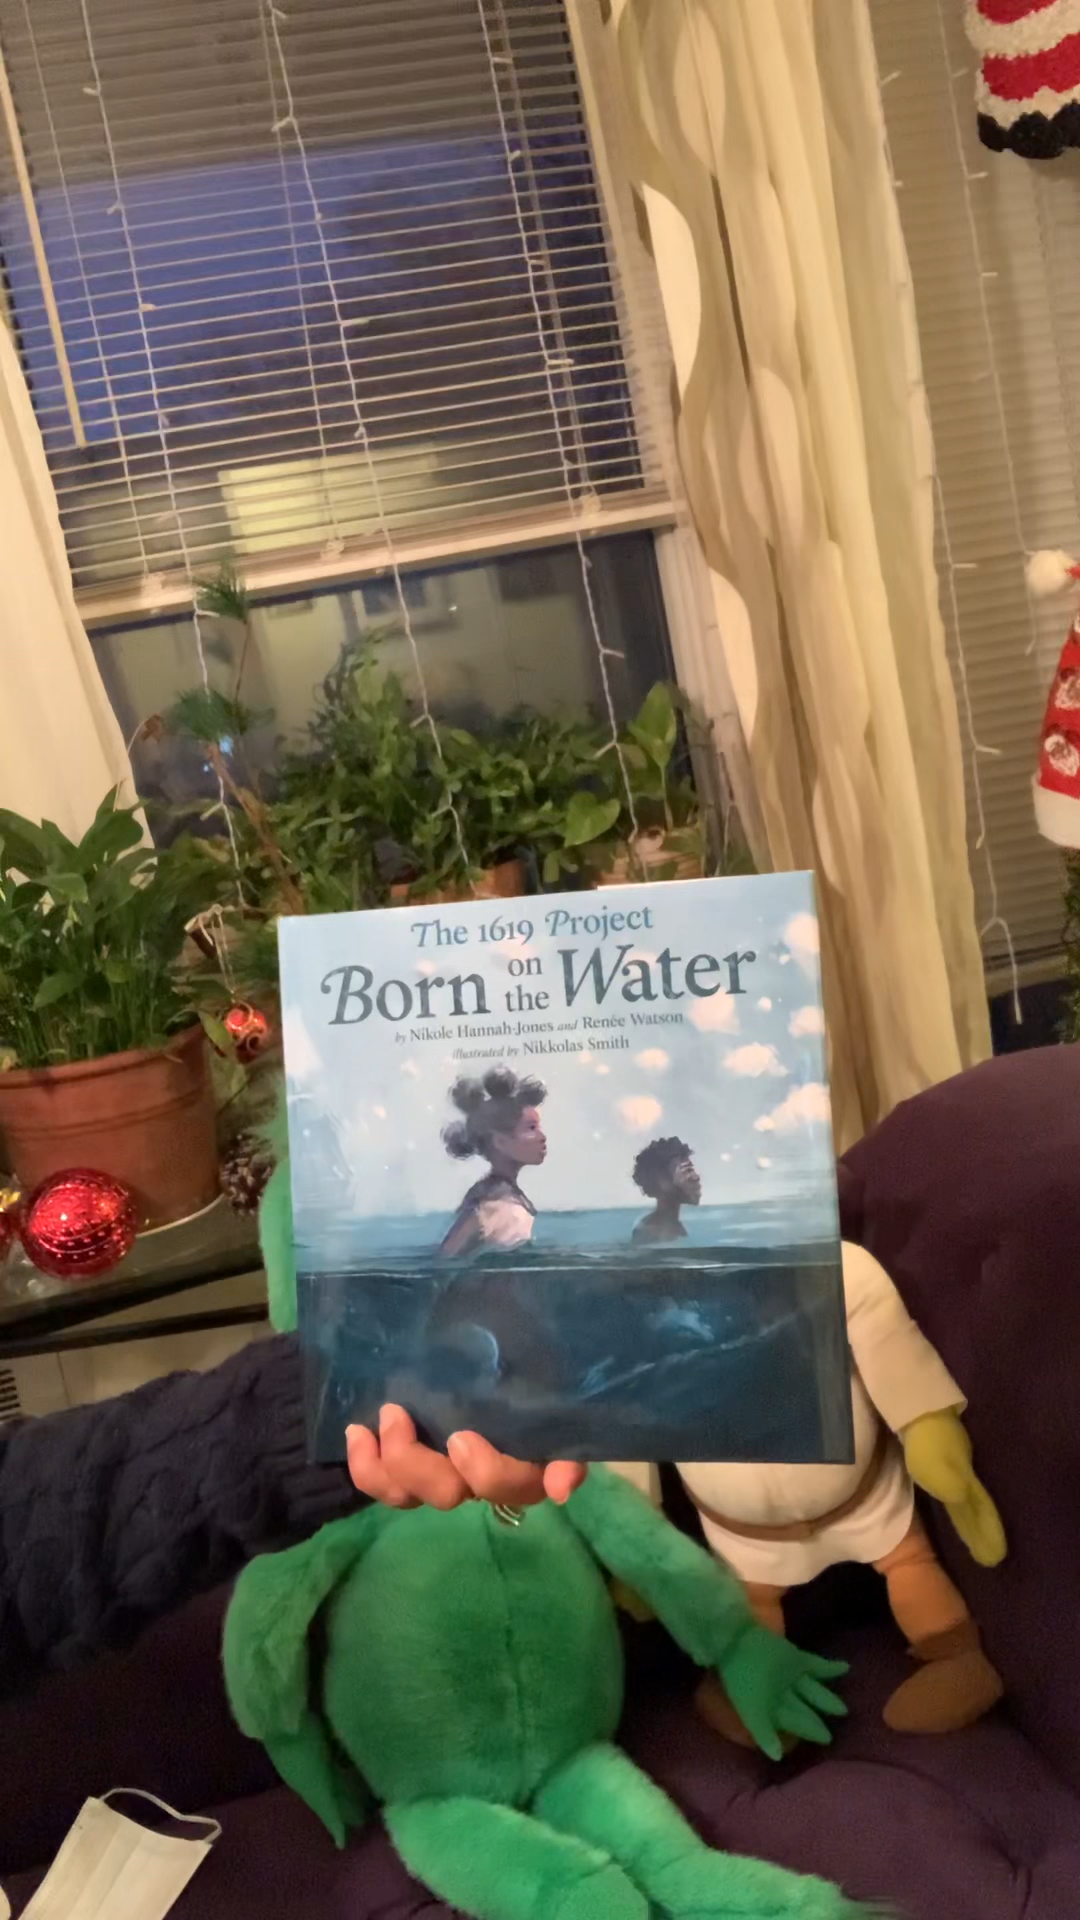 The 1619 Project
Born on the Water
by Nikole Hannah-Jones and Renée Watson
illustrated by Nikkolas Smith